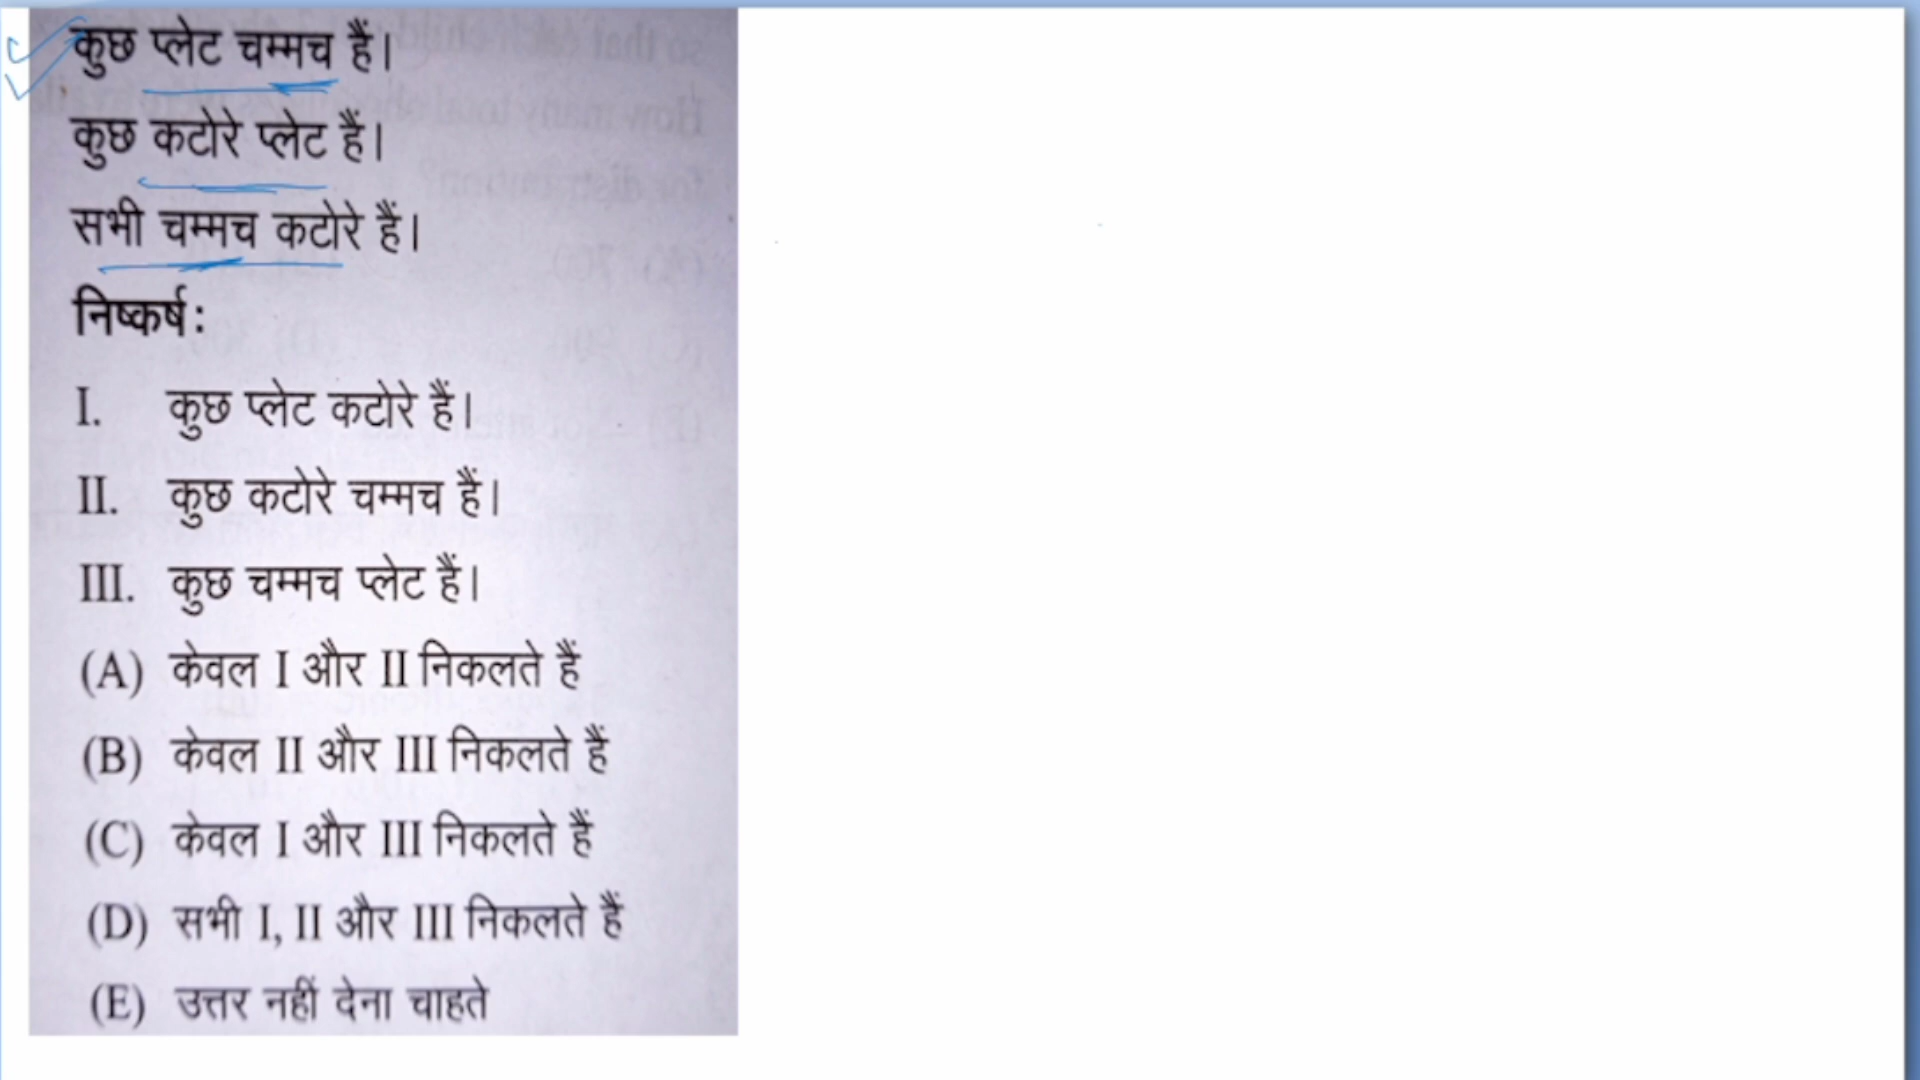 कुछ प्लेट चम्मच हैं।
कुछ कटोरे प्लेट हैं।
सभी चम्मच कटोरे हैं।
निष्कर्ष:
I. कुछ प्लेट कटोरे हैं।
II. कुछ कटोरे चम्मच हैं।
III. कुछ चम्मच प्लेट हैं।
(A) केवल I और II निकलते हैं
(B) केवल II और III निकलते हैं
(C) केवल I और III निकलते हैं
(D) सभी I, II और III निकलते हैं
(E) उत्तर नहीं देना चाहते